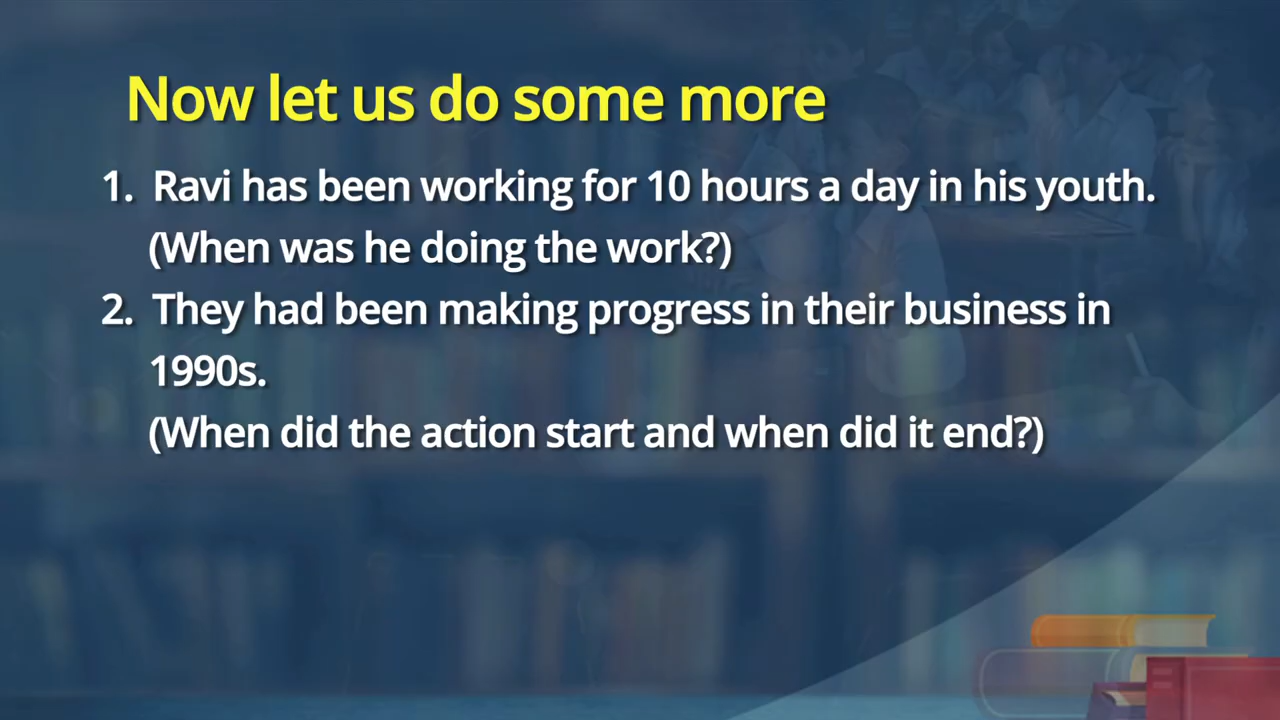 Now let us do some more
1. Ravi has been working for 10 hours a day in his youth.
(When was he doing the work?)
2. They had been making progress in their business in
1990s.
(When did the action start and when did it end?)